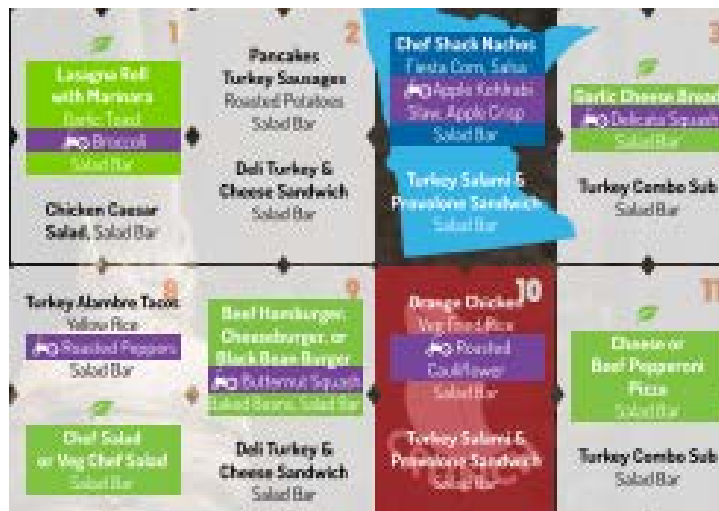 1
Lasagna Roll
with Marinara
Garlic Toast
Broccoli
Salad Bar
Chicken Caesar
Salad, Salad Bar
2
Pancakes
Turkey Sausages
Roasted Potatoes
Salad Bar
Deli Turkey &
Cheese Sandwich
Salad Bar
Chef Shack Nachos
Fiesta Corn, Salsa
Apple Kohlrabi
Slaw, Apple Crisp
Salad Bar
Turkey Salami &
Provolone Sandwich
Salad Bar
3
Garlic Cheese Bread
Delicata Squash
Salad Bar
Turkey Combo Sub
Salad Bar
8
Turkey Alambre Tacos
Yellow Rice
Roasted Peppers
Salad Bar
Chef Salad
or Veg Chef Salad
Salad Bar
9
Beef Hamburger,
Cheeseburger, or
Black Bean Burger
Butternut Squash
Baked Beans, Salad Bar
Deli Turkey &
Cheese Sandwich
Salad Bar
10
Orange Chicken
Veg Fried Rice
Roasted
Cauliflower
Salad Bar
Turkey Salami &
Provolone Sandwich
Salad Bar
11
Cheese or
Beef Pepperoni
Pizza
Salad Bar
Turkey Combo Sub
Salad Bar